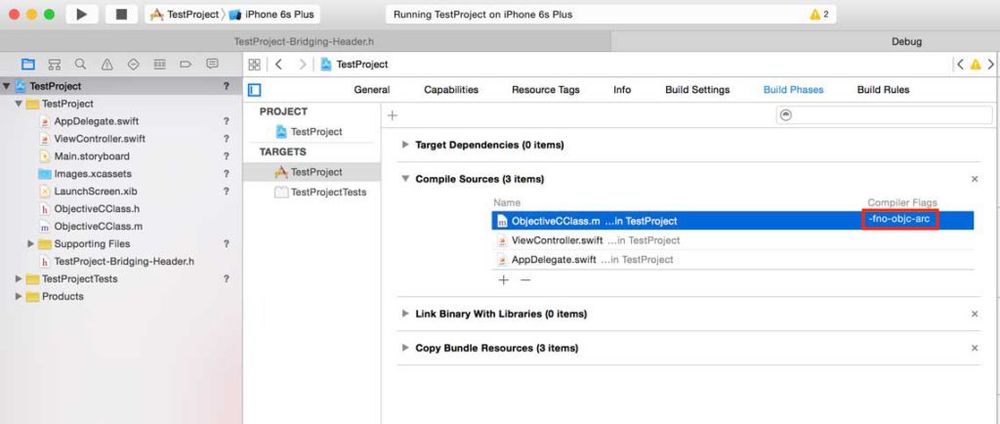 TestProject > iPhone 6s Plus
Running TestProject on iPhone 6s Plus
2
TestProject-Bridging-Header.h
Debug
TestProject ?
TestProject
AppDelegate.swift ?
ViewController.swift ?
Main.storyboard ?
Images.xcassets ?
LaunchScreen.xib ?
ObjectiveCClass.h
ObjectiveCClass.m
Supporting Files ?
TestProject-Bridging-Header.h
TestProjectTests ?
Products
TestProject
General Capabilities Resource Tags Info Build Settings Build Phases Build Rules
PROJECT
TestProject
TARGETS
TestProject
TestProjectTests
Target Dependencies (0 items)
Compile Sources (3 items)
Name Compiler Flags
ObjectiveCClass.m ...in TestProject -fno-objc-arc
ViewController.swift ...in TestProject
AppDelegate.swift ...in TestProject
Link Binary With Libraries (0 items)
Copy Bundle Resources (3 items)